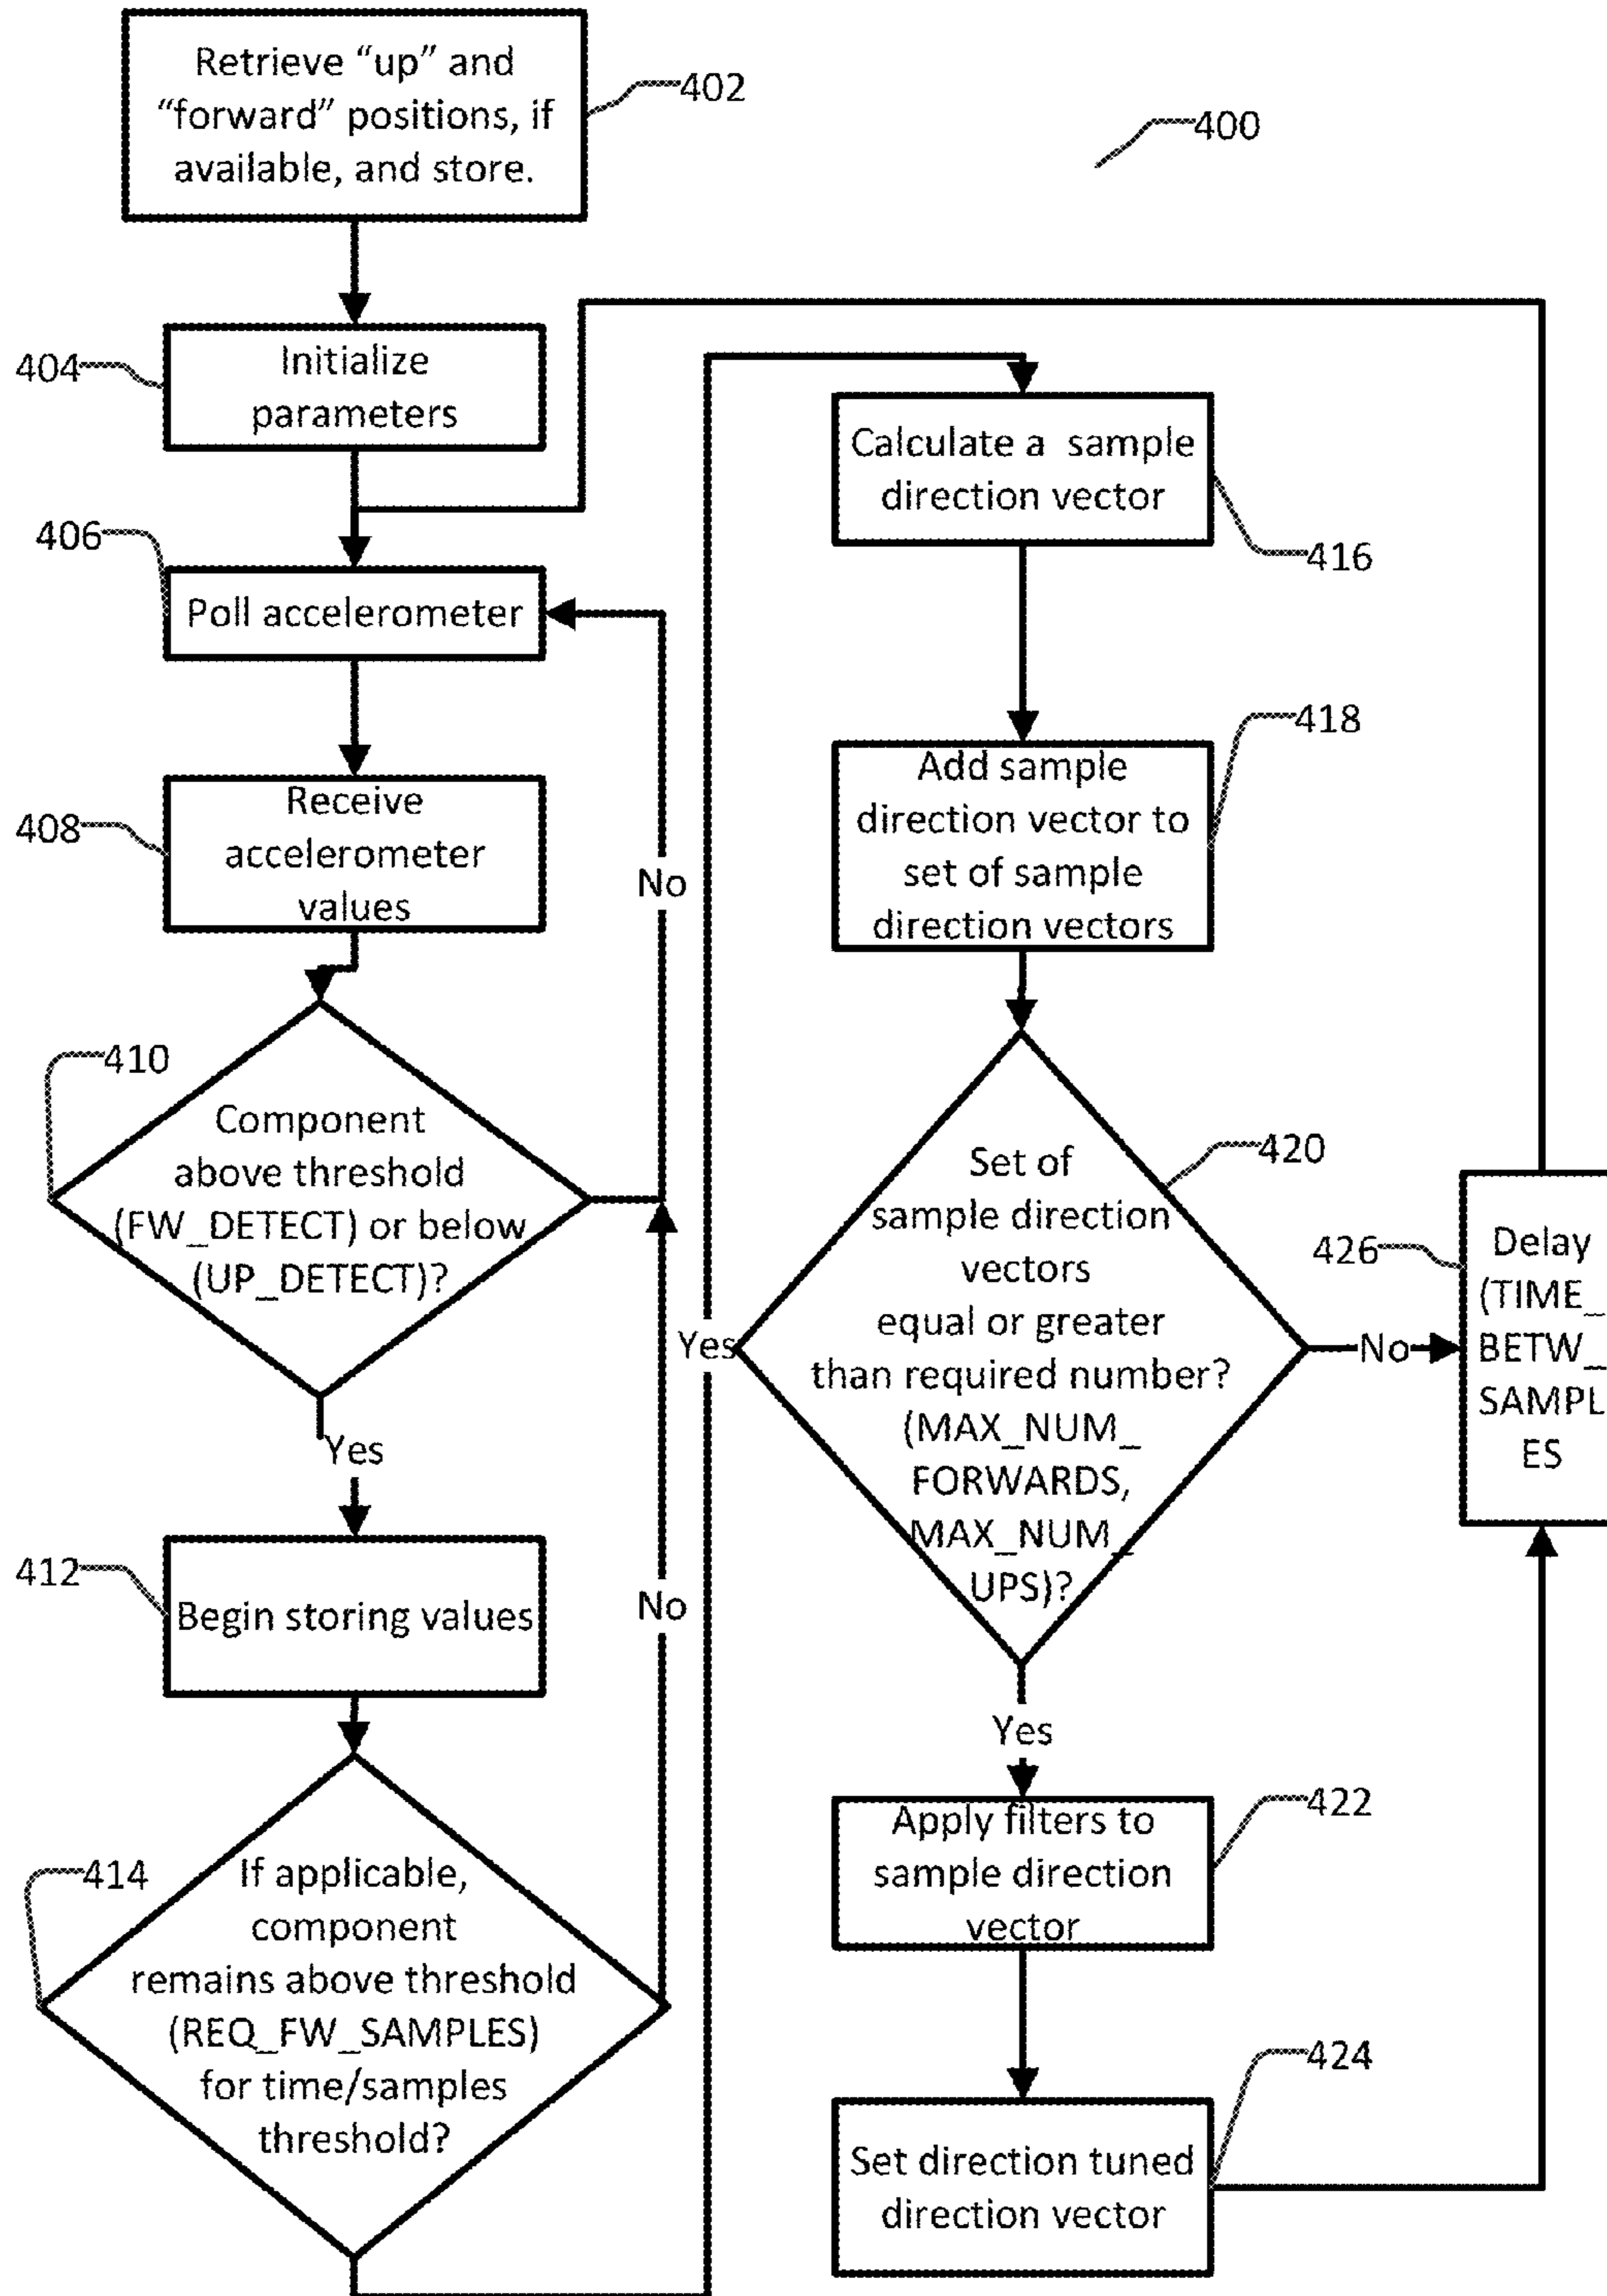 Retrieve “up” and
“forward” positions, if
available, and store.
402
400
404
Initialize
parameters
406
Poll accelerometer
408
Receive
accelerometer
values
No
410
Component
above threshold
(FW_DETECT) or below
(UP_DETECT)?
Yes
412
Begin storing values
No
414
If applicable,
component
remains above threshold
(REQ_FW_SAMPLES)
for time/samples
threshold?
Yes
Calculate a sample
direction vector
416
418
Add sample
direction vector to
set of sample
direction vectors
420
Set of
sample direction
vectors
equal or greater
than required number?
(MAX_NUM_
FORWARDS,
MAX_NUM_
UPS)?
No
426
Delay
(TIME_
BETW_
SAMPL
ES
Yes
Apply filters to
sample direction
vector
422
424
Set direction tuned
direction vector